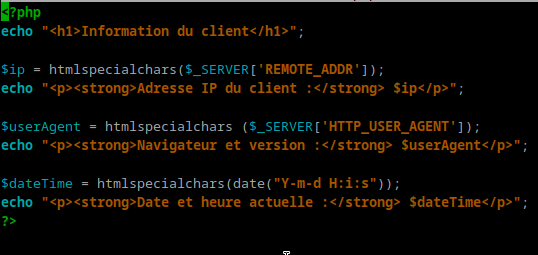 <?php
echo "<h1>Information du client</h1>";
$ip = htmlspecialchars($_SERVER['REMOTE_ADDR']);
echo "<p><strong>Adresse IP du client :</strong> $ip</p>";
$userAgent = htmlspecialchars ($_SERVER['HTTP_USER_AGENT']);
echo "<p><strong>Navigateur et version :</strong> $userAgent</p>";
$dateTime = htmlspecialchars(date("Y-m-d H:i:s"));
echo "<p><strong>Date et heure actuelle :</strong> $dateTime</p>";
?>